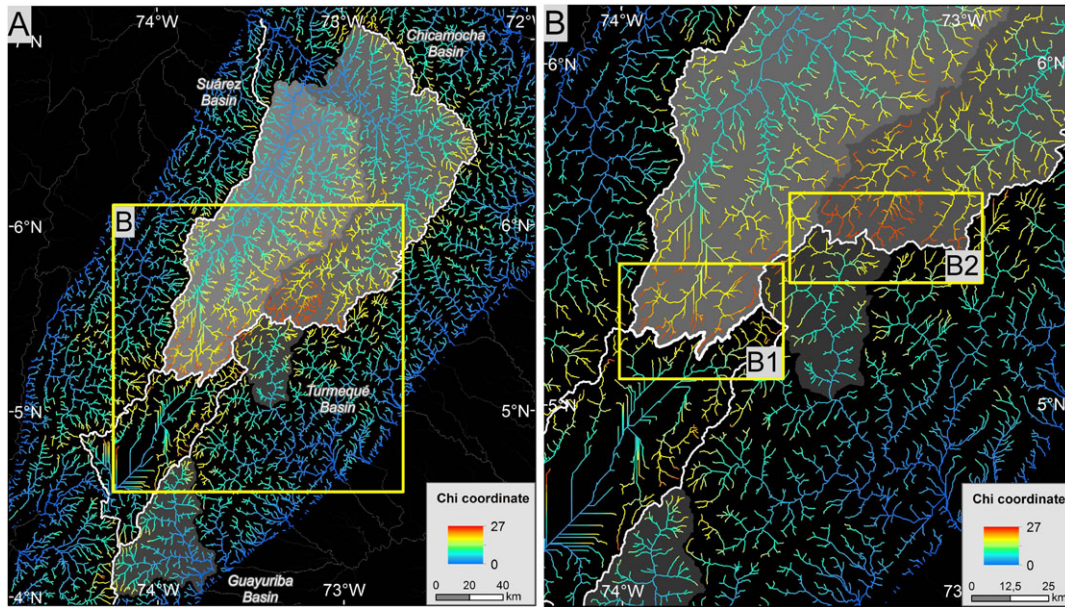 A
74°W
73°W
72°W
7°N
Chicamocha
Basin
Suárez
Basin
B
6°N
6°N
Turmequé
Basin
5°N
5°N
Chi coordinate
27
0
0 20 40
km
4°N
74°W
73°W
Guayuriba
Basin
B
74°W
73°W
6°N
6°N
B2
B1
5°N
5°N
Chi coordinate
27
0
0 12,5 25
km
74°W
73°